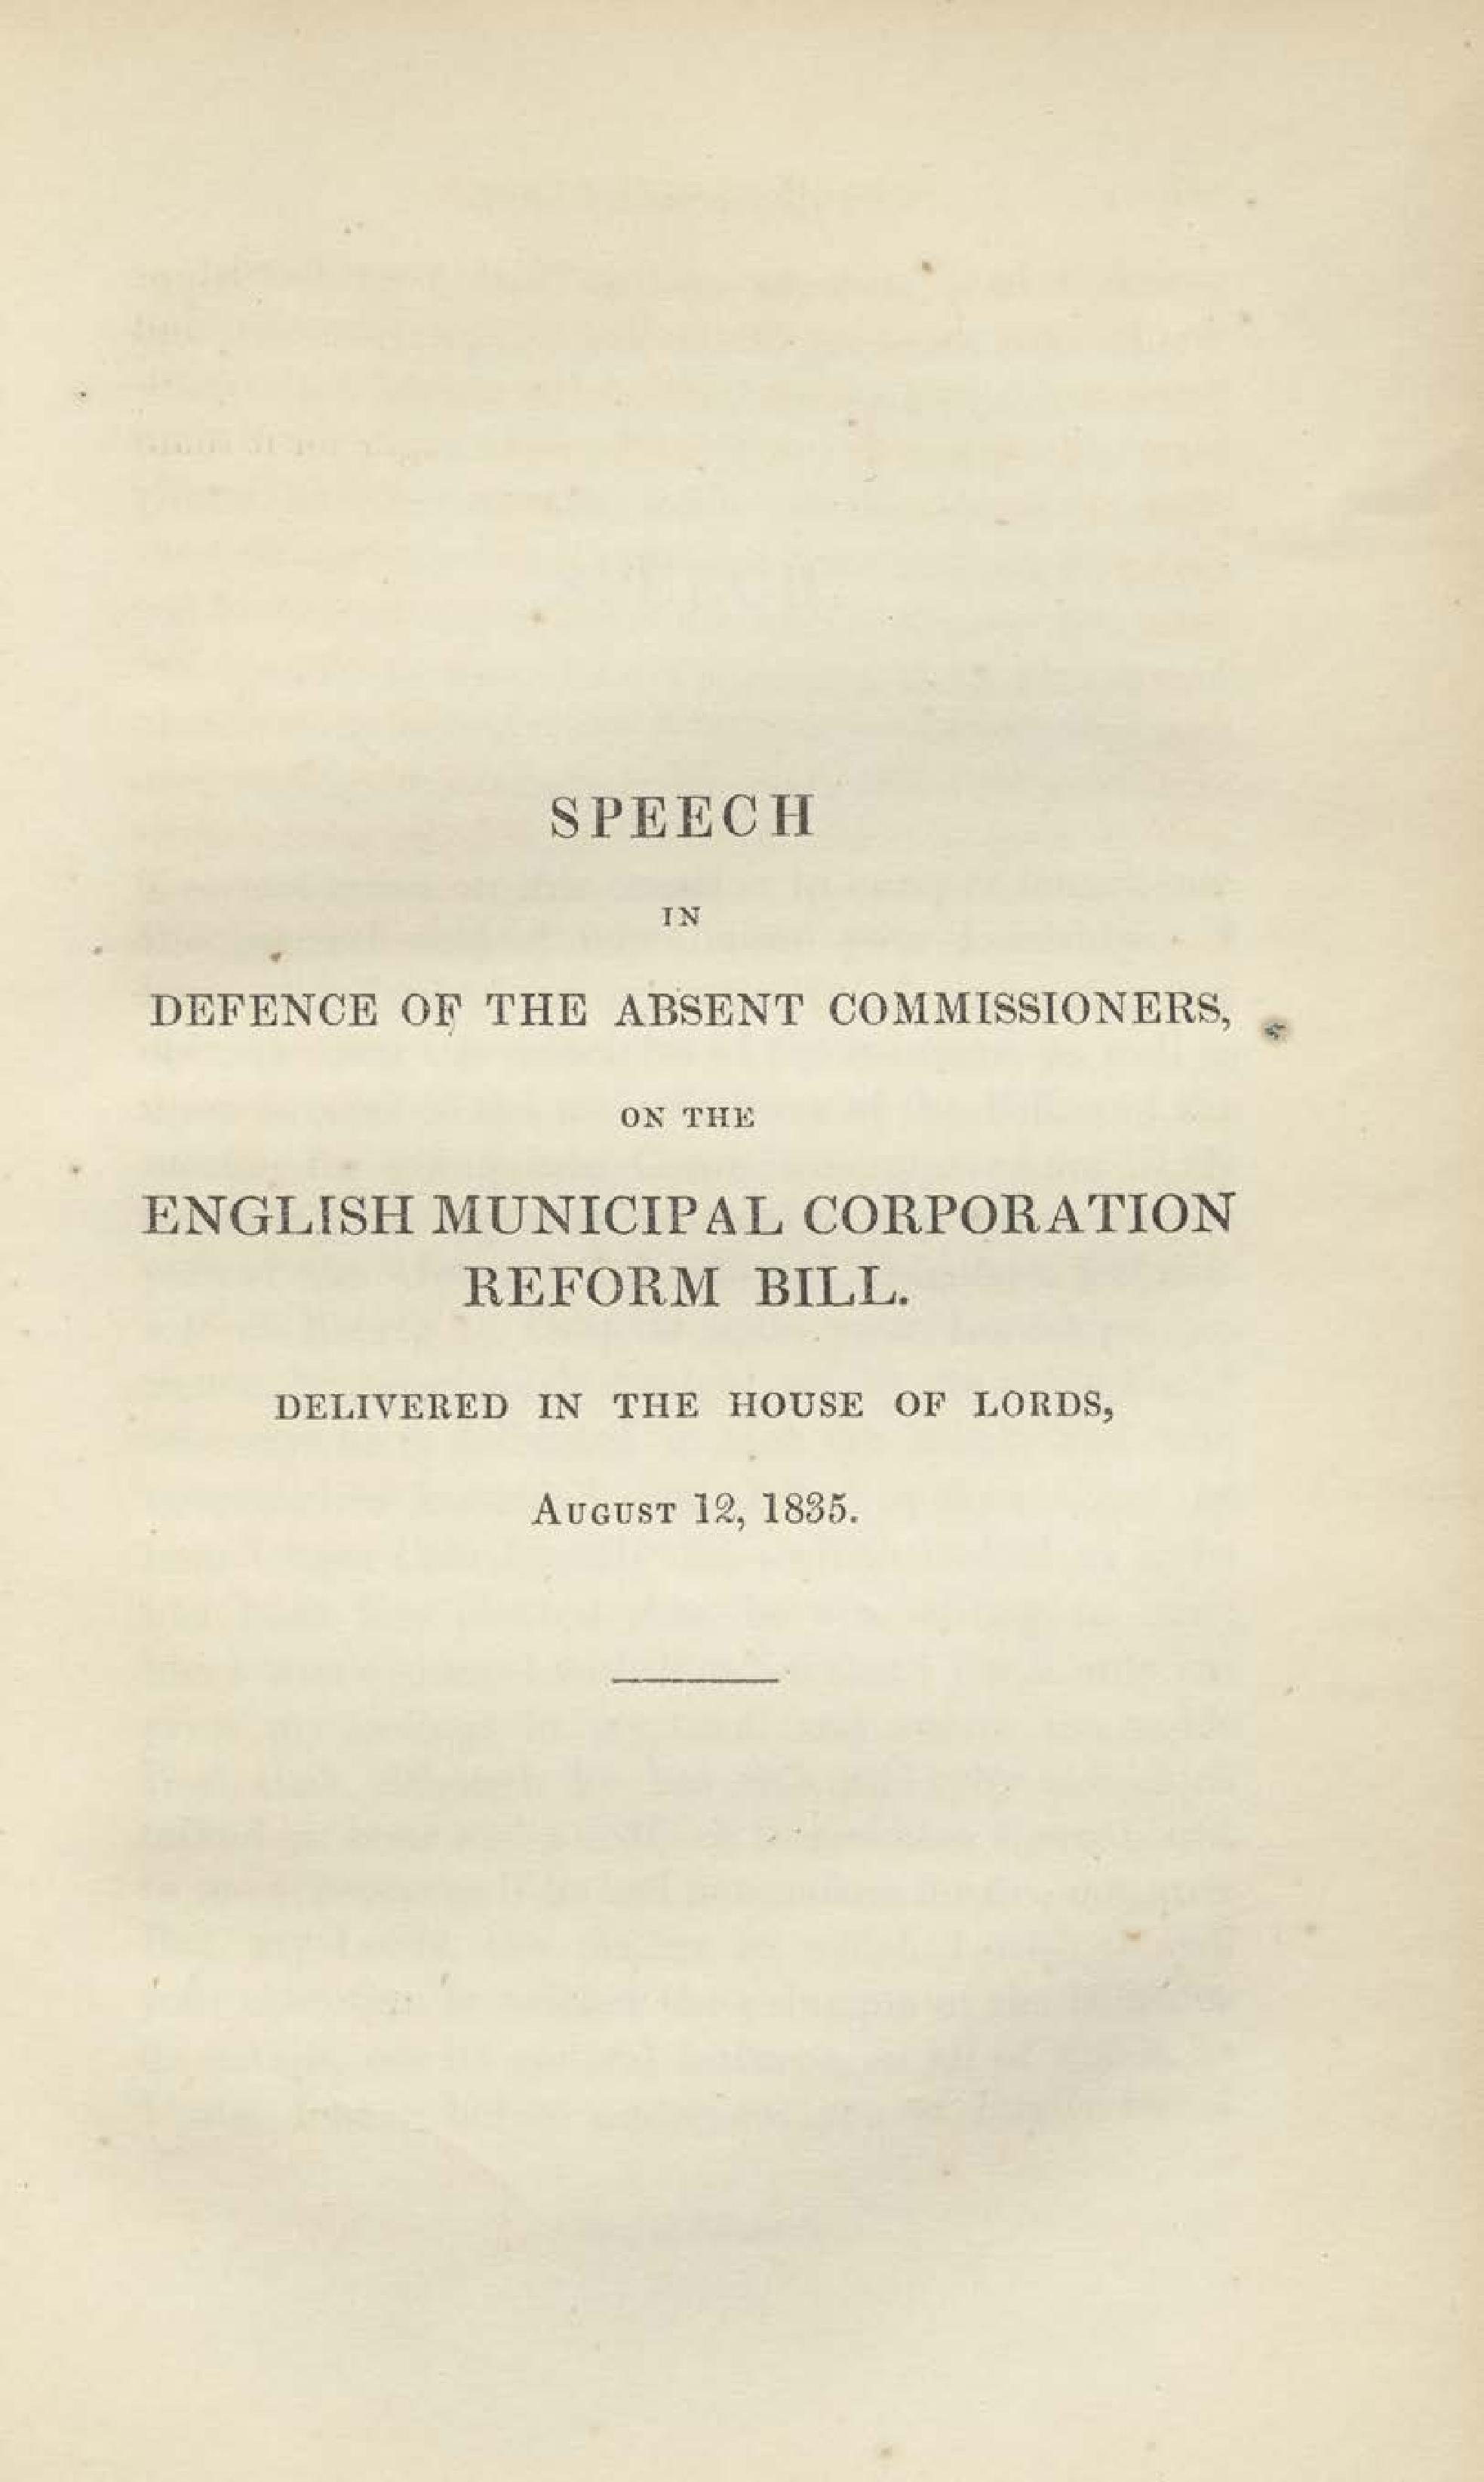 SPEECH
IN
DEFENCE OF THE ABSENT COMMISSIONERS,
ON THE
ENGLISH MUNICIPAL CORPORATION
REFORM BILL.
DELIVERED IN THE HOUSE OF LORDS,
AUGUST 12, 1835.